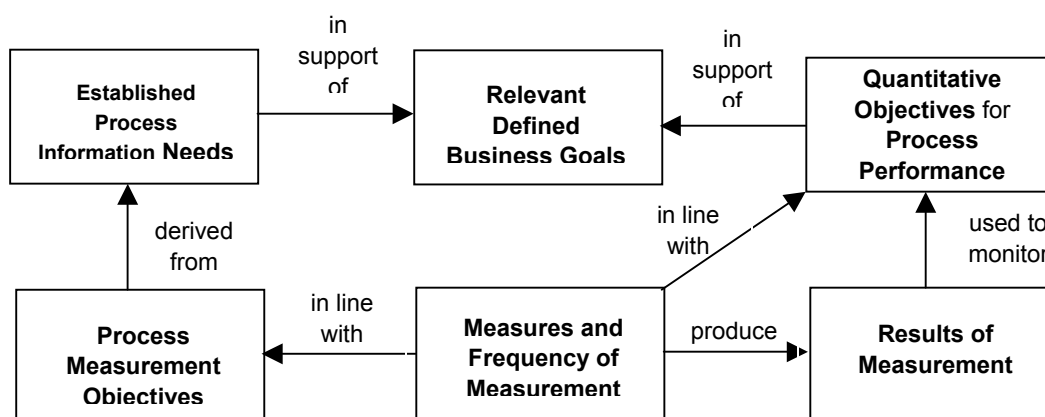 in
support
of
in
support
of
Established
Process
Information Needs
Relevant
Defined
Business Goals
Quantitative
Objectives for
Process
Performance
derived
from
in line
with
used to
monitor
Process
Measurement
Objectives
in line
with
Measures and
Frequency of
Measurement
produce
Results of
Measurement